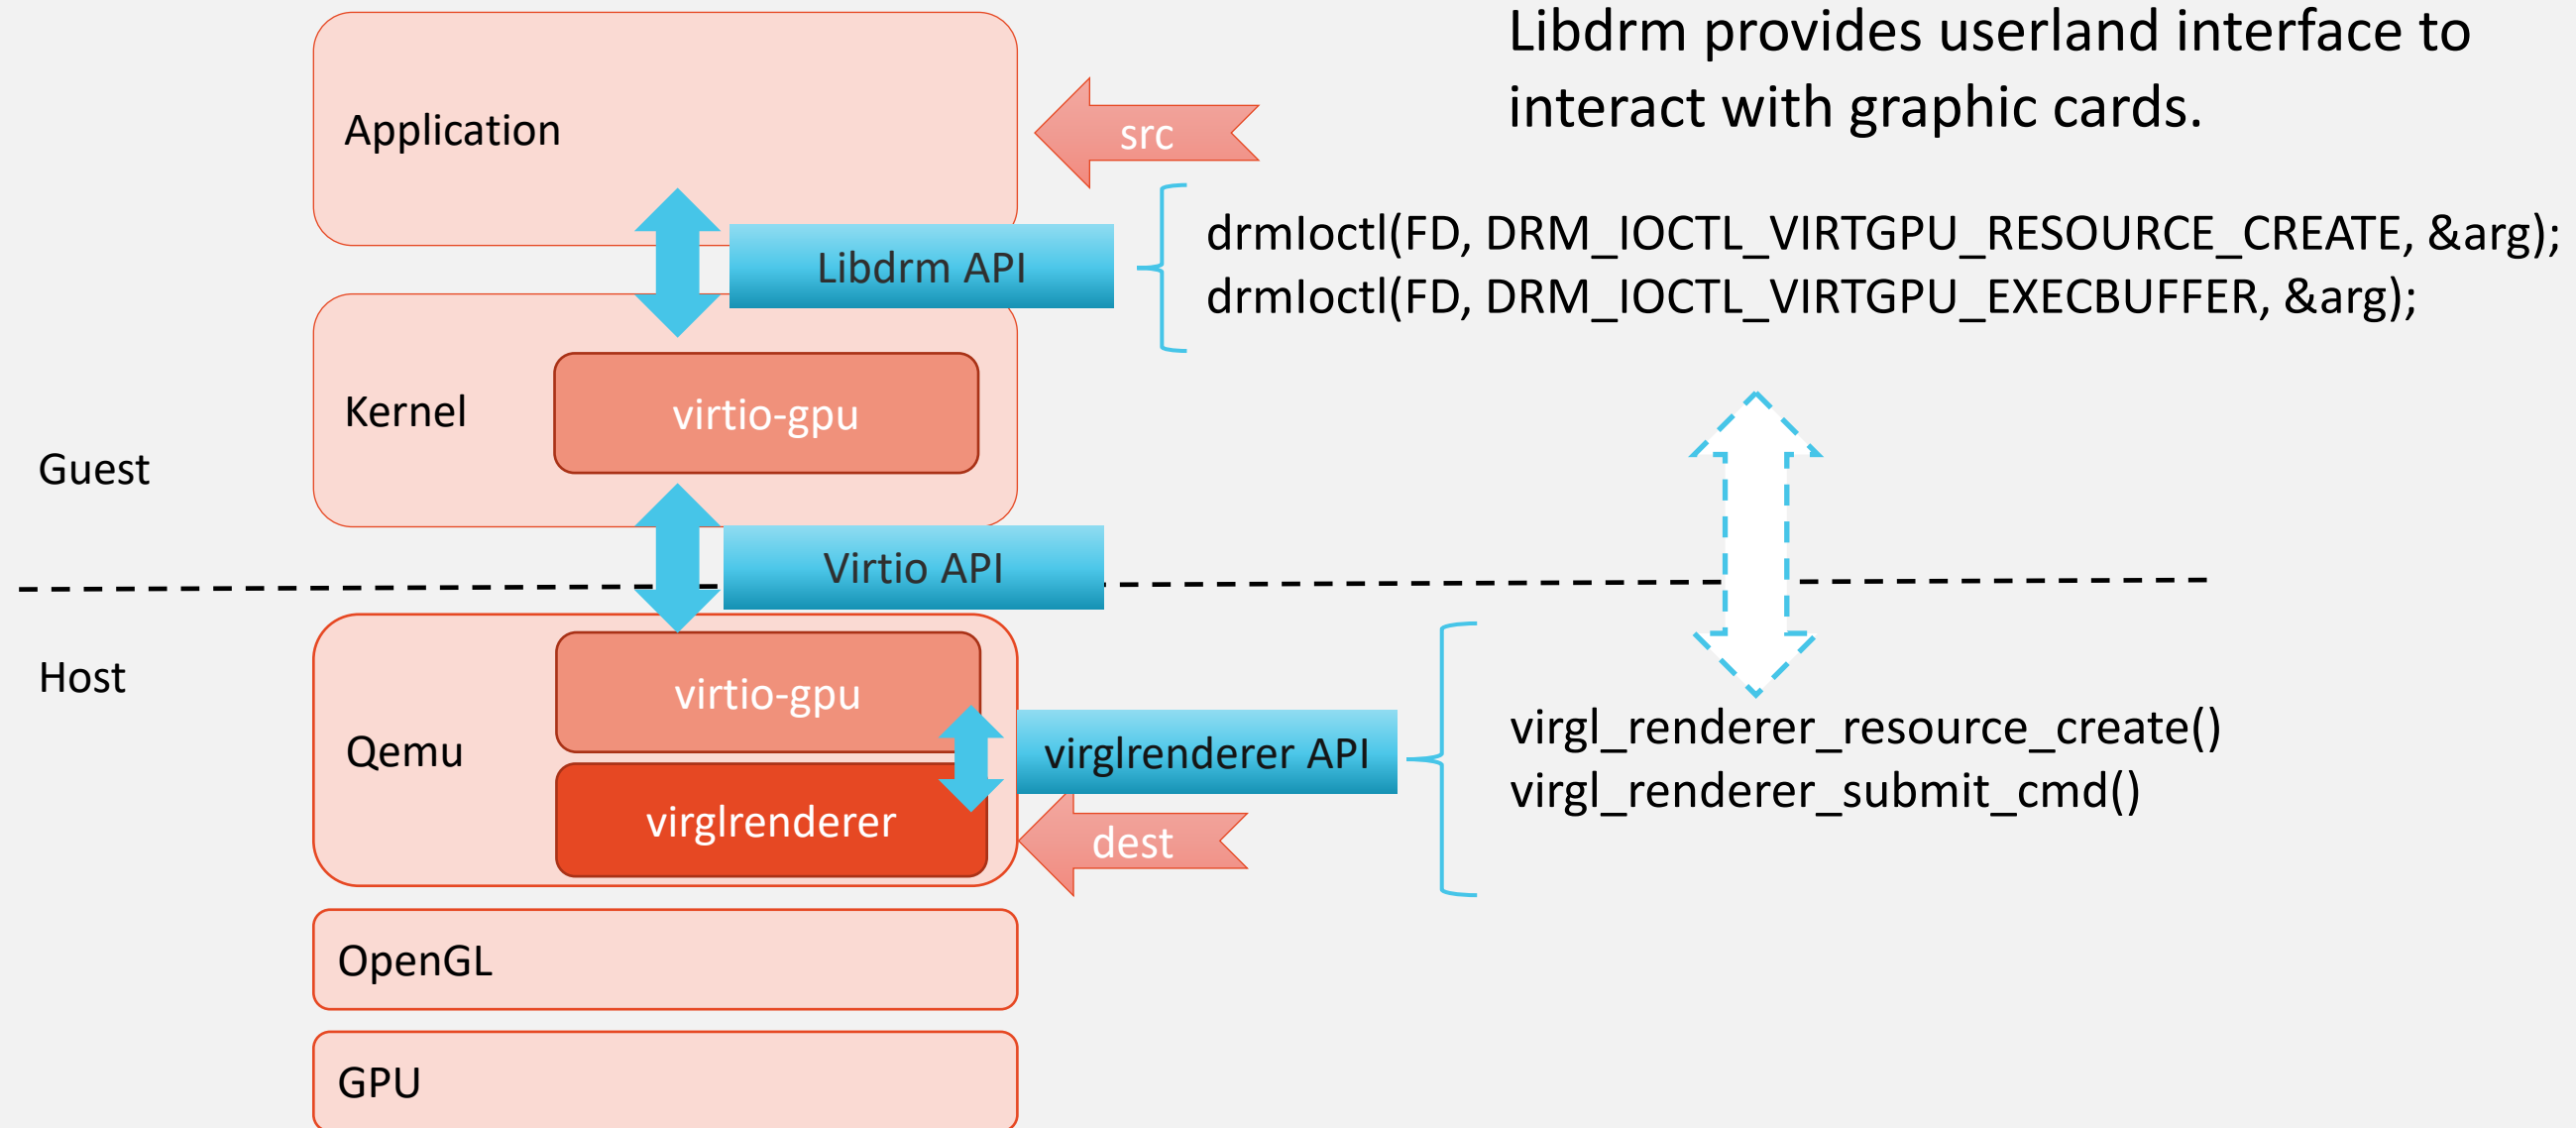 Libdrm provides userland interface to
interact with graphic cards.
Application
src
Libdrm API
drmIoctl(FD, DRM_IOCTL_VIRTGPU_RESOURCE_CREATE, &arg);
drmIoctl(FD, DRM_IOCTL_VIRTGPU_EXECBUFFER, &arg);
Kernel
virtio-gpu
Guest
Virtio API
Host
virtio-gpu
Qemu
virglrenderer API
virgl_renderer_resource_create()
virgl_renderer_submit_cmd()
virglrenderer
dest
OpenGL
GPU